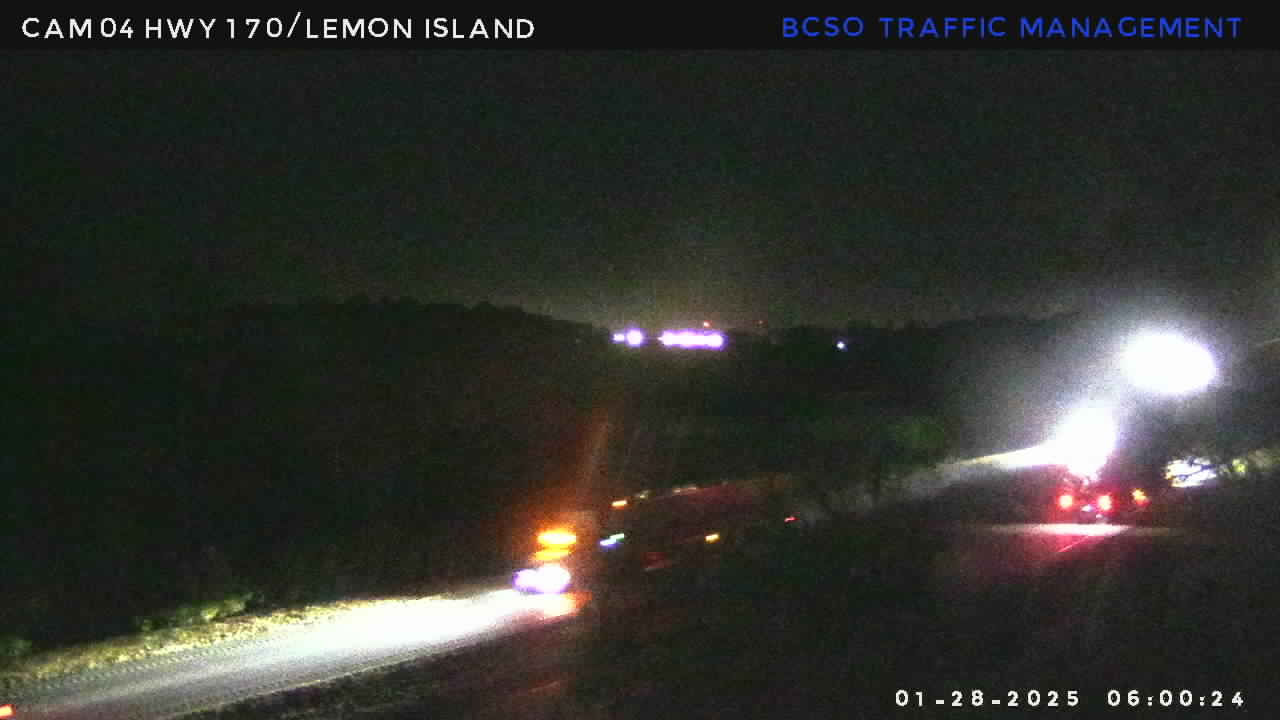 CAM04 HWY 170/LEMON ISLAND
BCSO TRAFFIC MANAGEMENT
01-28-2025 06:00:24